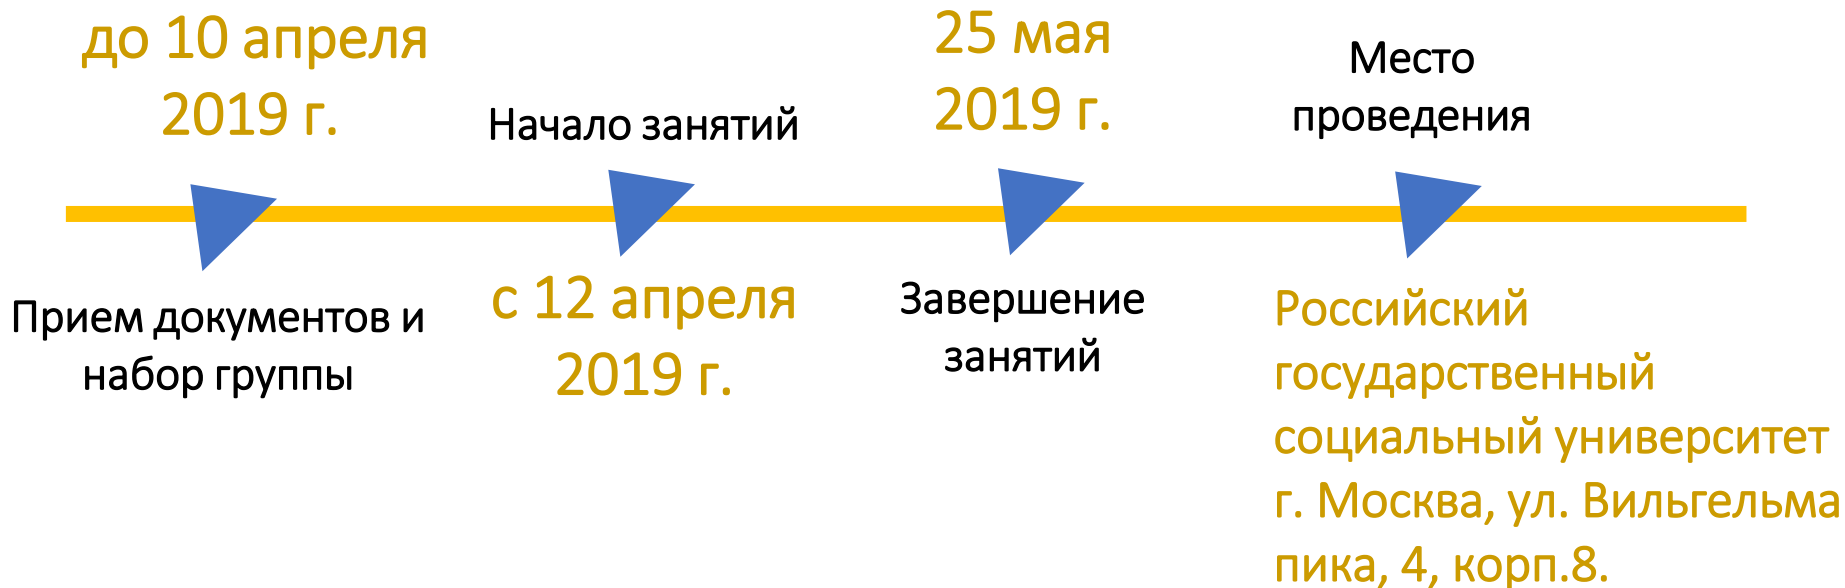 до 10 апреля
2019 г.
Прием документов и
набор группы
Начало занятий
с 12 апреля
2019 г.
25 мая
2019 г.
Завершение
занятий
Место
проведения
Российский
государственный
социальный университет
г. Москва, ул. Вильгельма
пика, 4, корп.8.